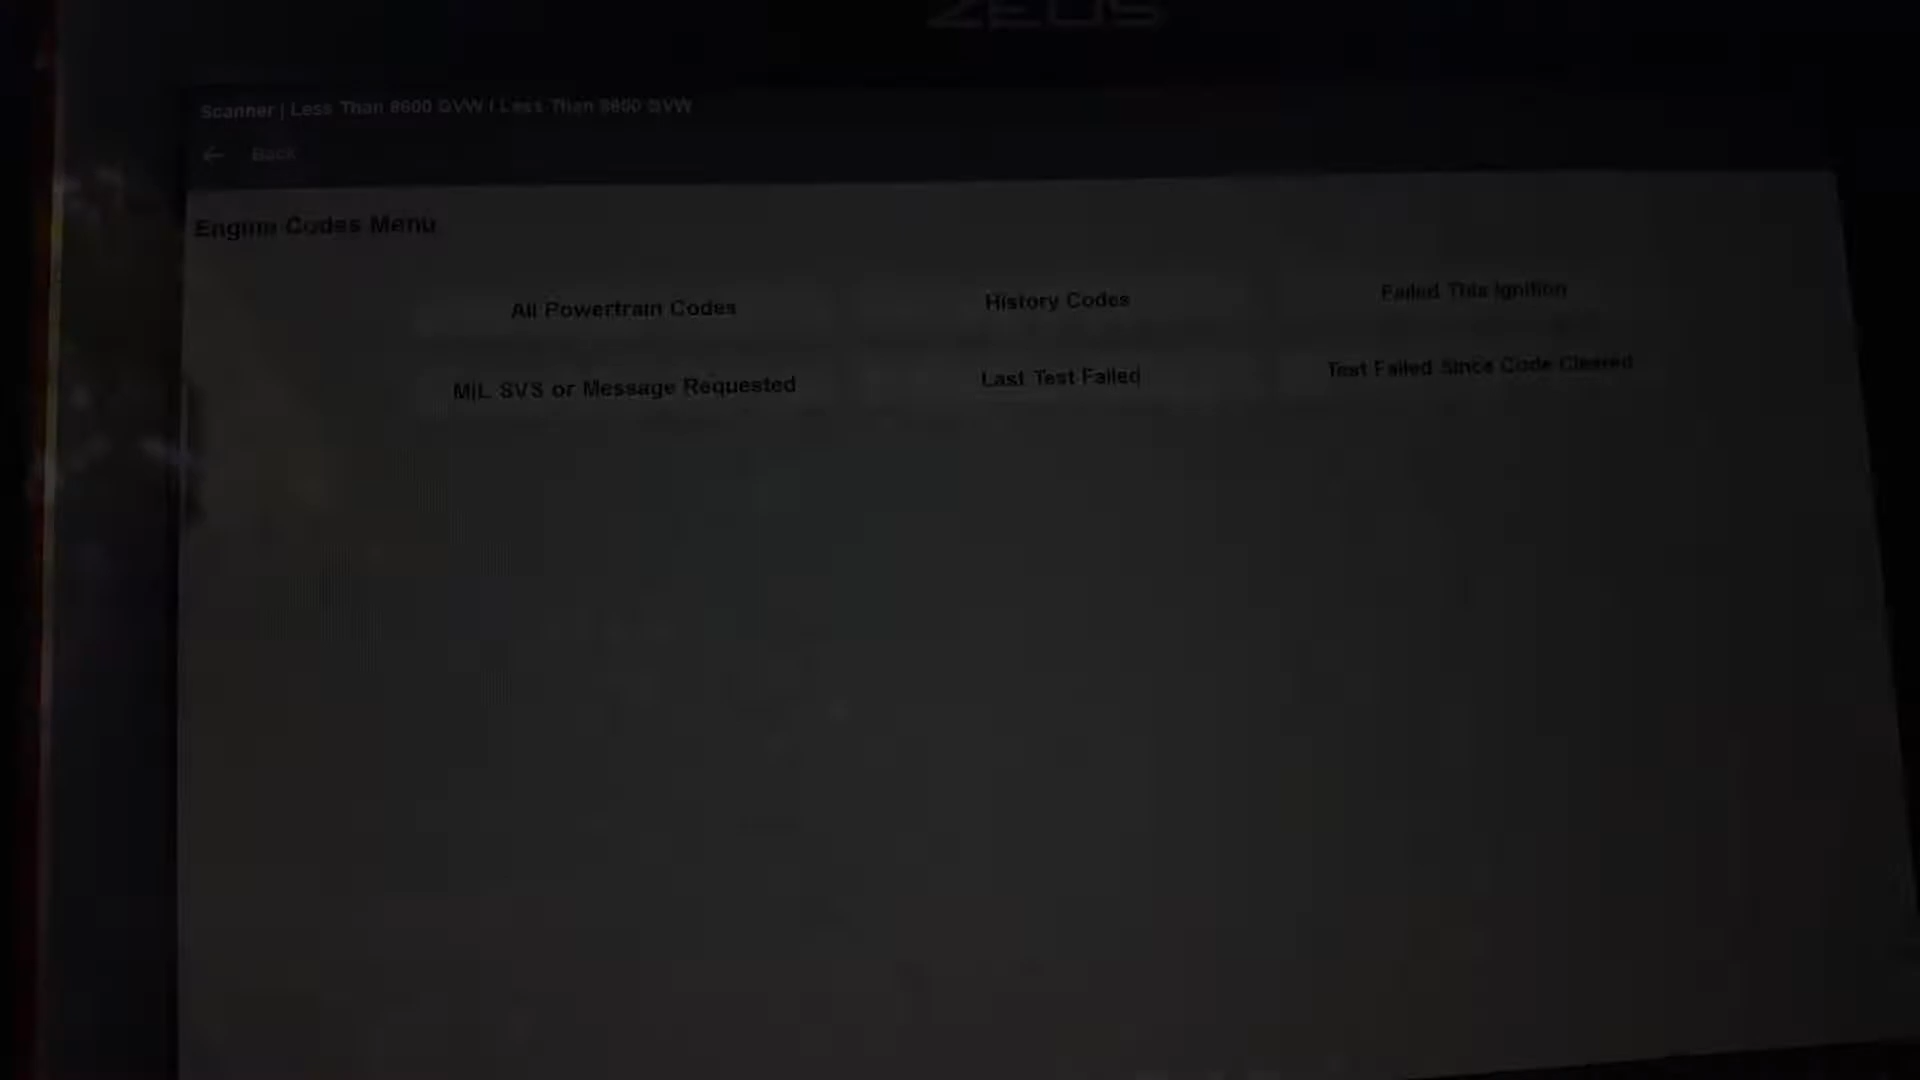 ZEUS
Scanner | Less Than 8600 GVW | Less Than 8600 GVW
← Back
Engine Codes Menu
All Powertrain Codes
History Codes
Failed This Ignition
MIL SVS or Message Requested
Last Test Failed
Test Failed Since Code Cleared